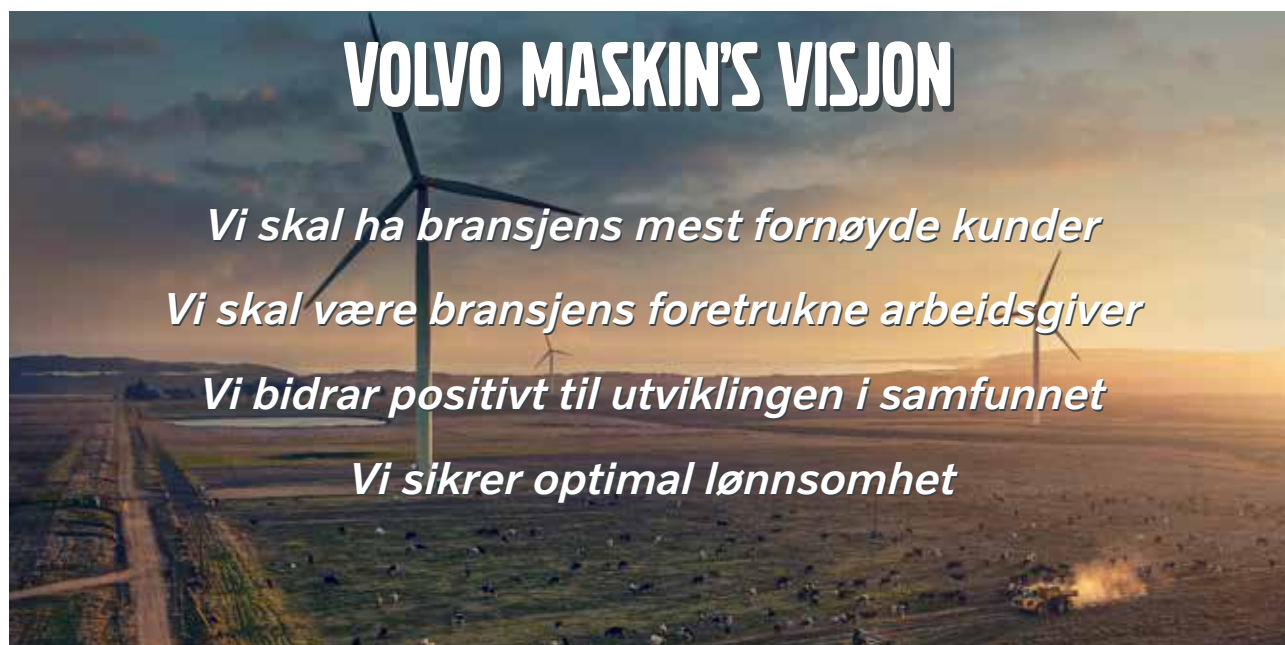 VOLVO MASKIN'S VISJON
Vi skal ha bransjens mest fornøyde kunder
Vi skal være bransjens foretrukne arbeidsgiver
Vi bidrar positivt til utviklingen i samfunnet
Vi sikrer optimal lønnsomhet